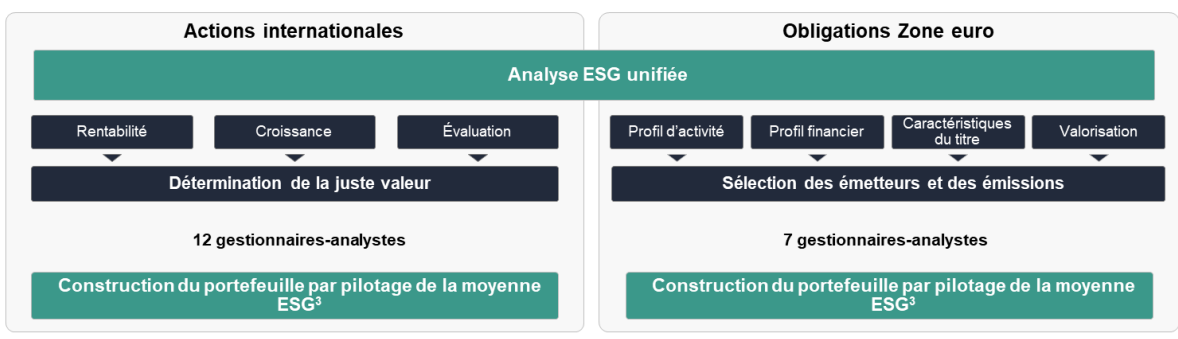 Actions internationales
Obligations Zone euro
Analyse ESG unifiée
Rentabilité
Croissance
Évaluation
Détermination de la juste valeur
12 gestionnaires-analystes
Construction du portefeuille par pilotage de la moyenne
ESG³
Profil d'activité
Profil financier
Caractéristiques
du titre
Valorisation
Sélection des émetteurs et des émissions
7 gestionnaires-analystes
Construction du portefeuille par pilotage de la moyenne
ESG³